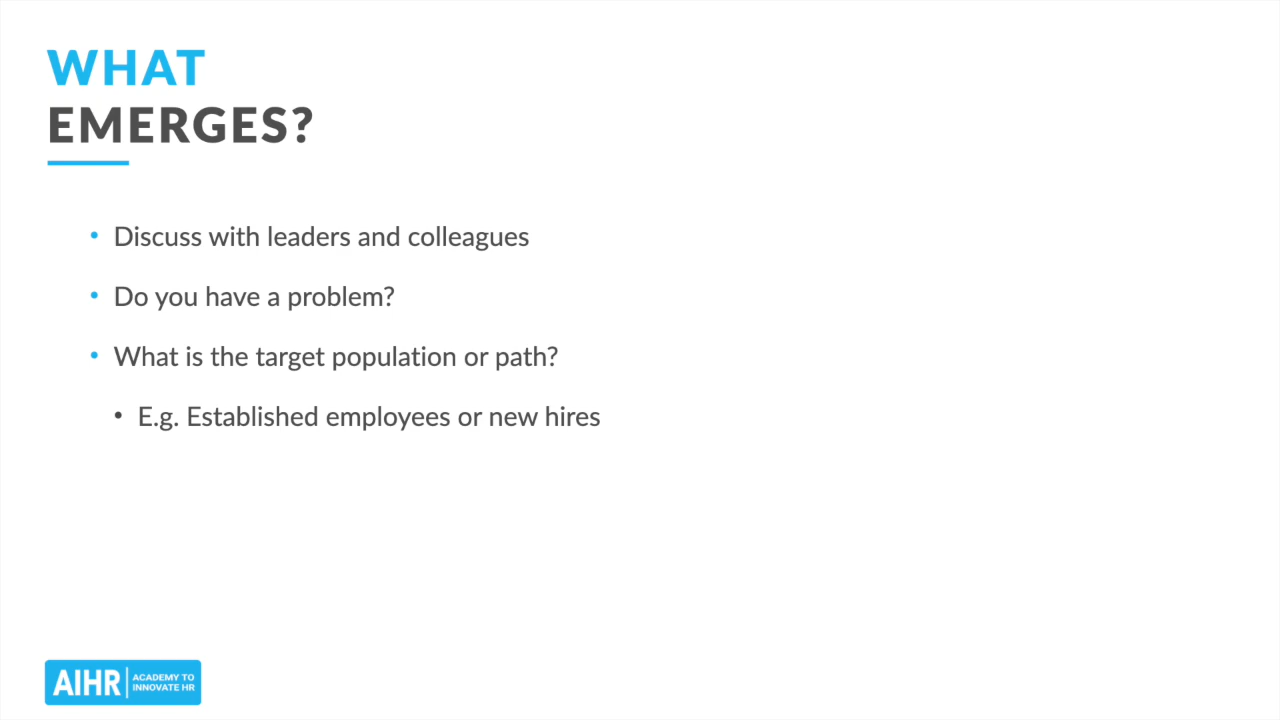 WHAT
EMERGES?
• Discuss with leaders and colleagues
• Do you have a problem?
• What is the target population or path?
• E.g. Established employees or new hires
AIHR
ACADEMY TO
INNOVATE HR